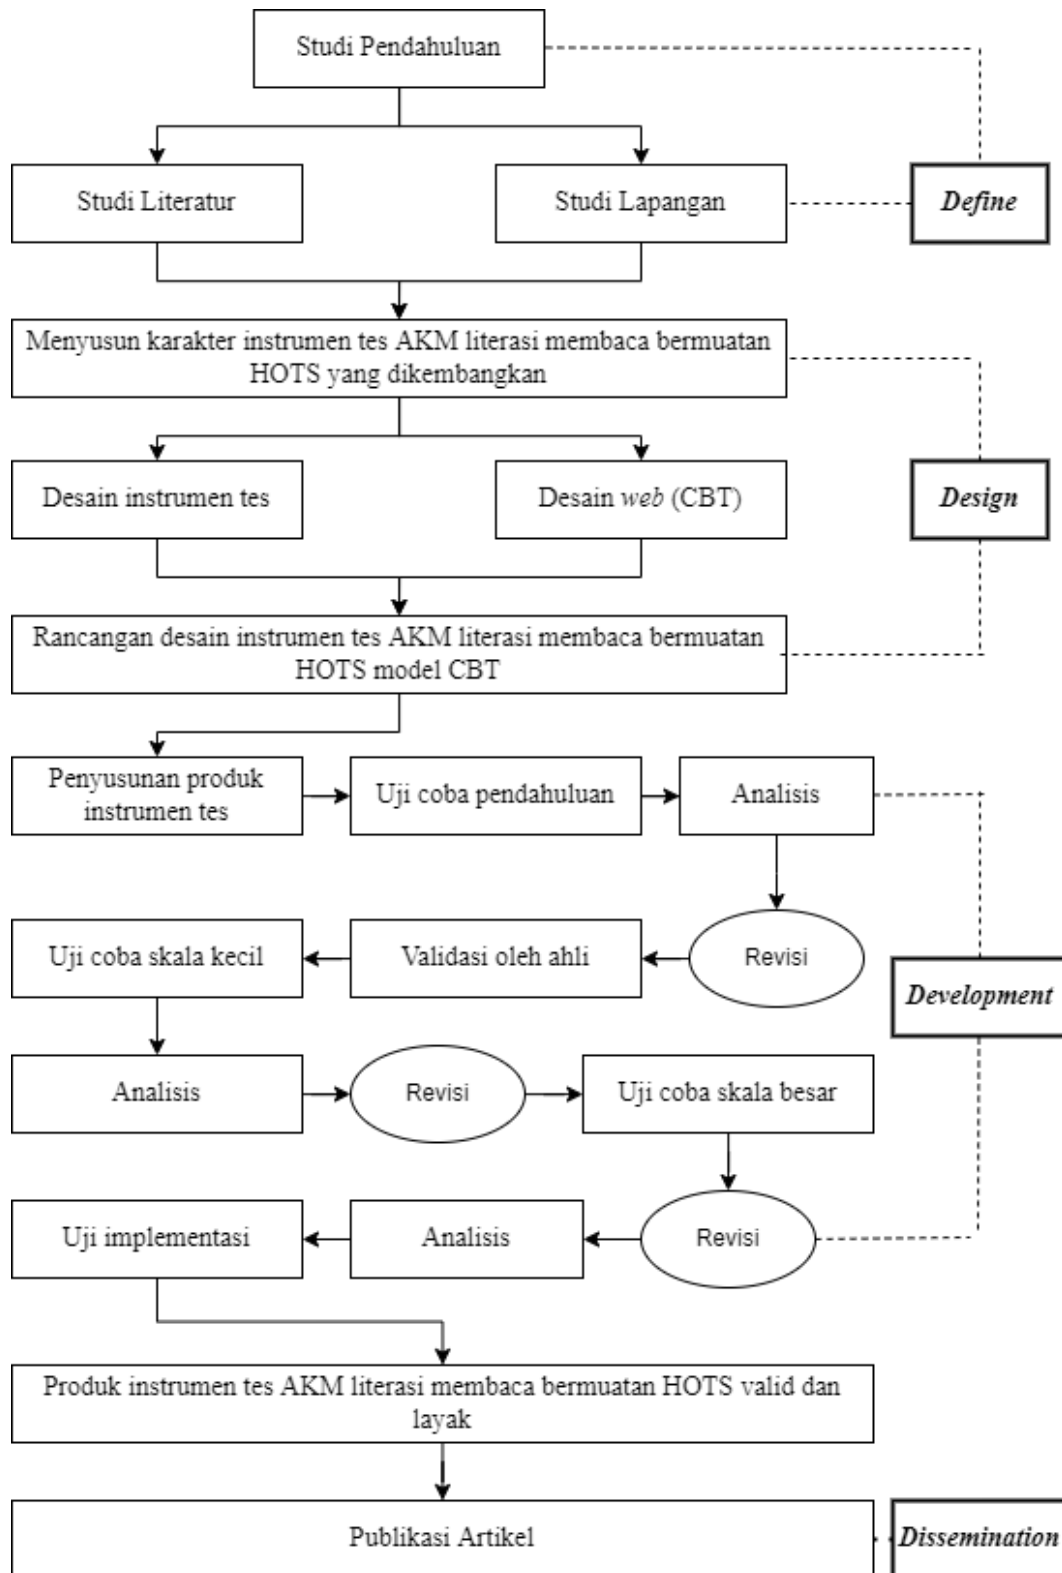 Studi Pendahuluan
Studi Literatur
Studi Lapangan
Define
Menyusun karakter instrumen tes AKM literasi membaca bermuatan
HOTS yang dikembangkan
Desain instrumen tes
Desain web (CBT)
Design
Rancangan desain instrumen tes AKM literasi membaca bermuatan
HOTS model CBT
Penyusunan produk
instrumen tes
Uji coba pendahuluan
Analisis
Uji coba skala kecil
Validasi oleh ahli
Revisi
Development
Analisis
Revisi
Uji coba skala besar
Uji implementasi
Analisis
Revisi
Produk instrumen tes AKM literasi membaca bermuatan HOTS valid dan
layak
Publikasi Artikel
Dissemination